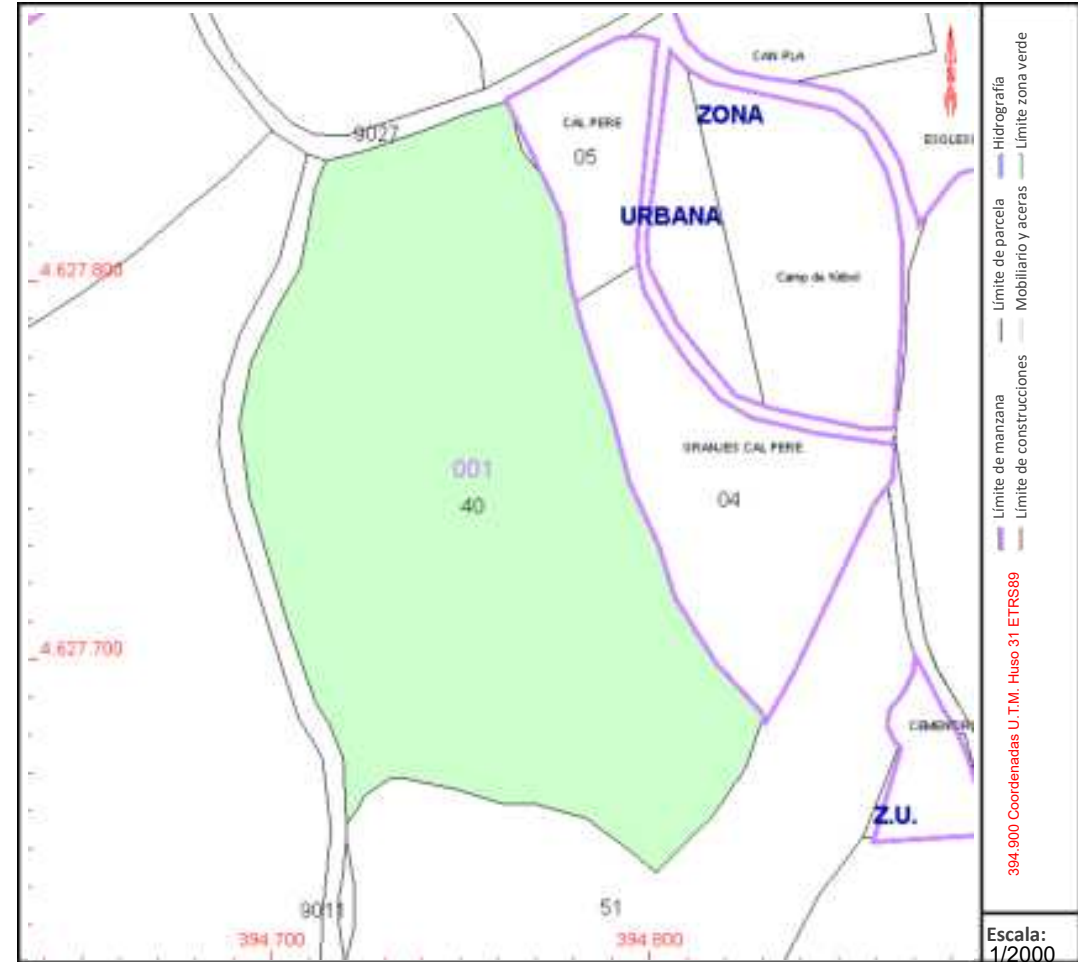 CAN PLA
ZONA
9027
CAL PERE
05
URBANA
4.627.800
Camp de fútbol
001
40
GRANJES CAL PERE
04
4.627.700
Z.U.
9011
51
394.700
394.800
Límite de manzana
Límite de parcela
Hidrografía
Límite de construcciones
Mobiliario y aceras
Límite zona verde
394.900 Coordenadas U.T.M. Huso 31 ETRS89
Escala:
1/2000